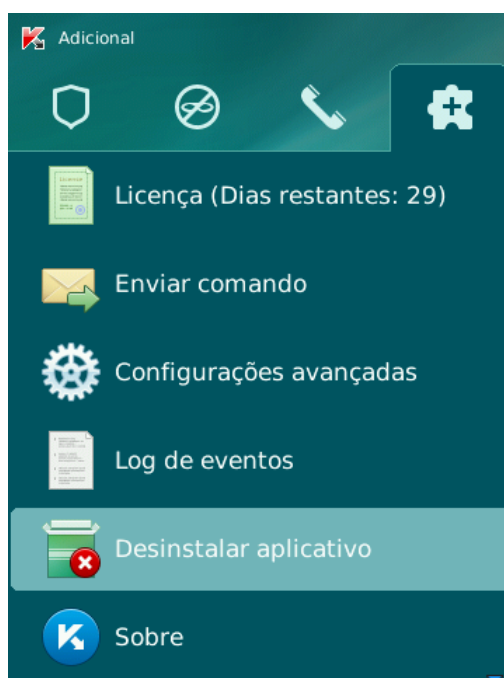 Adicional
Licença (Dias restantes: 29)
Enviar comando
Configurações avançadas
Log de eventos
Desinstalar aplicativo
Sobre